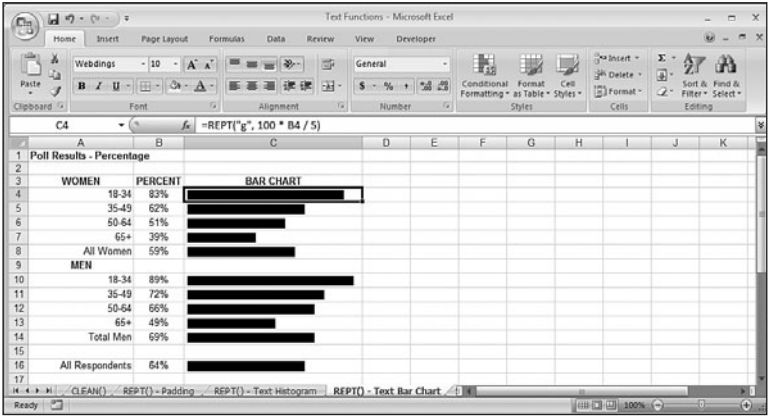 Text Functions - Microsoft Excel
Home Insert Page Layout Formulas Data Review View Developer
Paste
Webdings 10
General
Conditional Formatting
Format as Table
Cell Styles
Insert
Delete
Format
Sort & Filter
Find & Select
Clipboard Font Alignment Number Styles Cells Editing
C4 fx =REPT("g", 100 * B4 / 5)
A B C D E F G H I J K
1 Poll Results - Percentage
2
3 WOMEN PERCENT BAR CHART
4 18-34 83%
5 35-49 62%
6 50-64 51%
7 65+ 39%
8 All Women 59%
9 MEN
10 18-34 89%
11 35-49 72%
12 50-64 66%
13 65+ 49%
14 Total Men 69%
15
16 All Respondents 64%
17
CLEAN() REPT() - Padding REPT() - Text Histogram REPT() - Text Bar Chart
Ready 100%